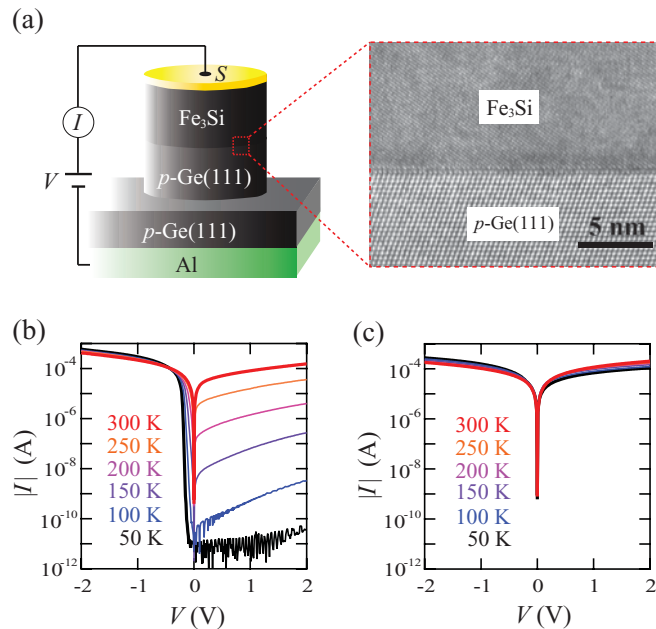 (a)
S
I
V
Fe₃Si
p-Ge(111)
p-Ge(111)
Al
Fe₃Si
p-Ge(111)
5 nm
(b)
|I| (A)
10⁻⁴
10⁻⁶
10⁻⁸
10⁻¹⁰
10⁻¹²
300 K
250 K
200 K
150 K
100 K
50 K
-2 -1 0 1 2
V (V)
(c)
|I| (A)
10⁻⁴
10⁻⁶
10⁻⁸
10⁻¹⁰
10⁻¹²
300 K
250 K
200 K
150 K
100 K
50 K
-2 -1 0 1 2
V (V)